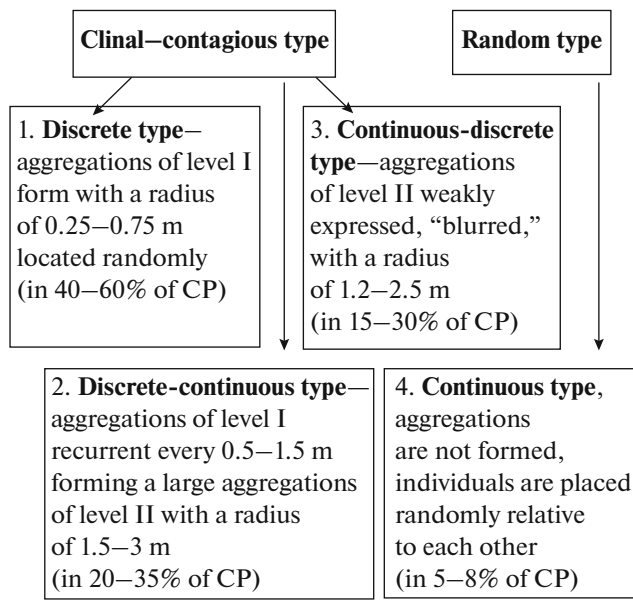 Clinal–contagious type
Random type
1. Discrete type—
aggregations of level I
form with a radius
of 0.25–0.75 m
located randomly
(in 40–60% of CP)
3. Continuous-discrete
type—aggregations
of level II weakly
expressed, “blurred,”
with a radius
of 1.2–2.5 m
(in 15–30% of CP)
2. Discrete-continuous type—
aggregations of level I
recurrent every 0.5–1.5 m
forming a large aggregations
of level II with a radius
of 1.5–3 m
(in 20–35% of CP)
4. Continuous type,
aggregations
are not formed,
individuals are placed
randomly relative
to each other
(in 5–8% of CP)